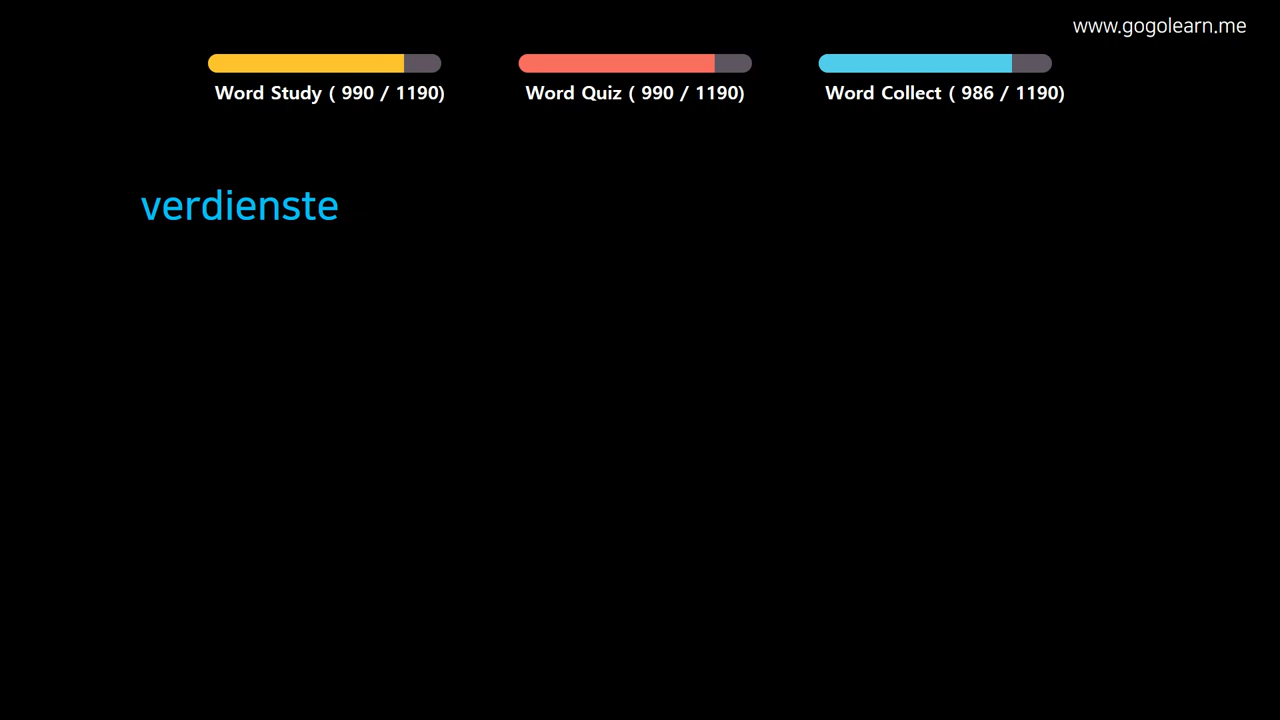 www.gogolearn.me
Word Study ( 990 / 1190)
Word Quiz ( 990 / 1190)
Word Collect ( 986 / 1190)
verdienste